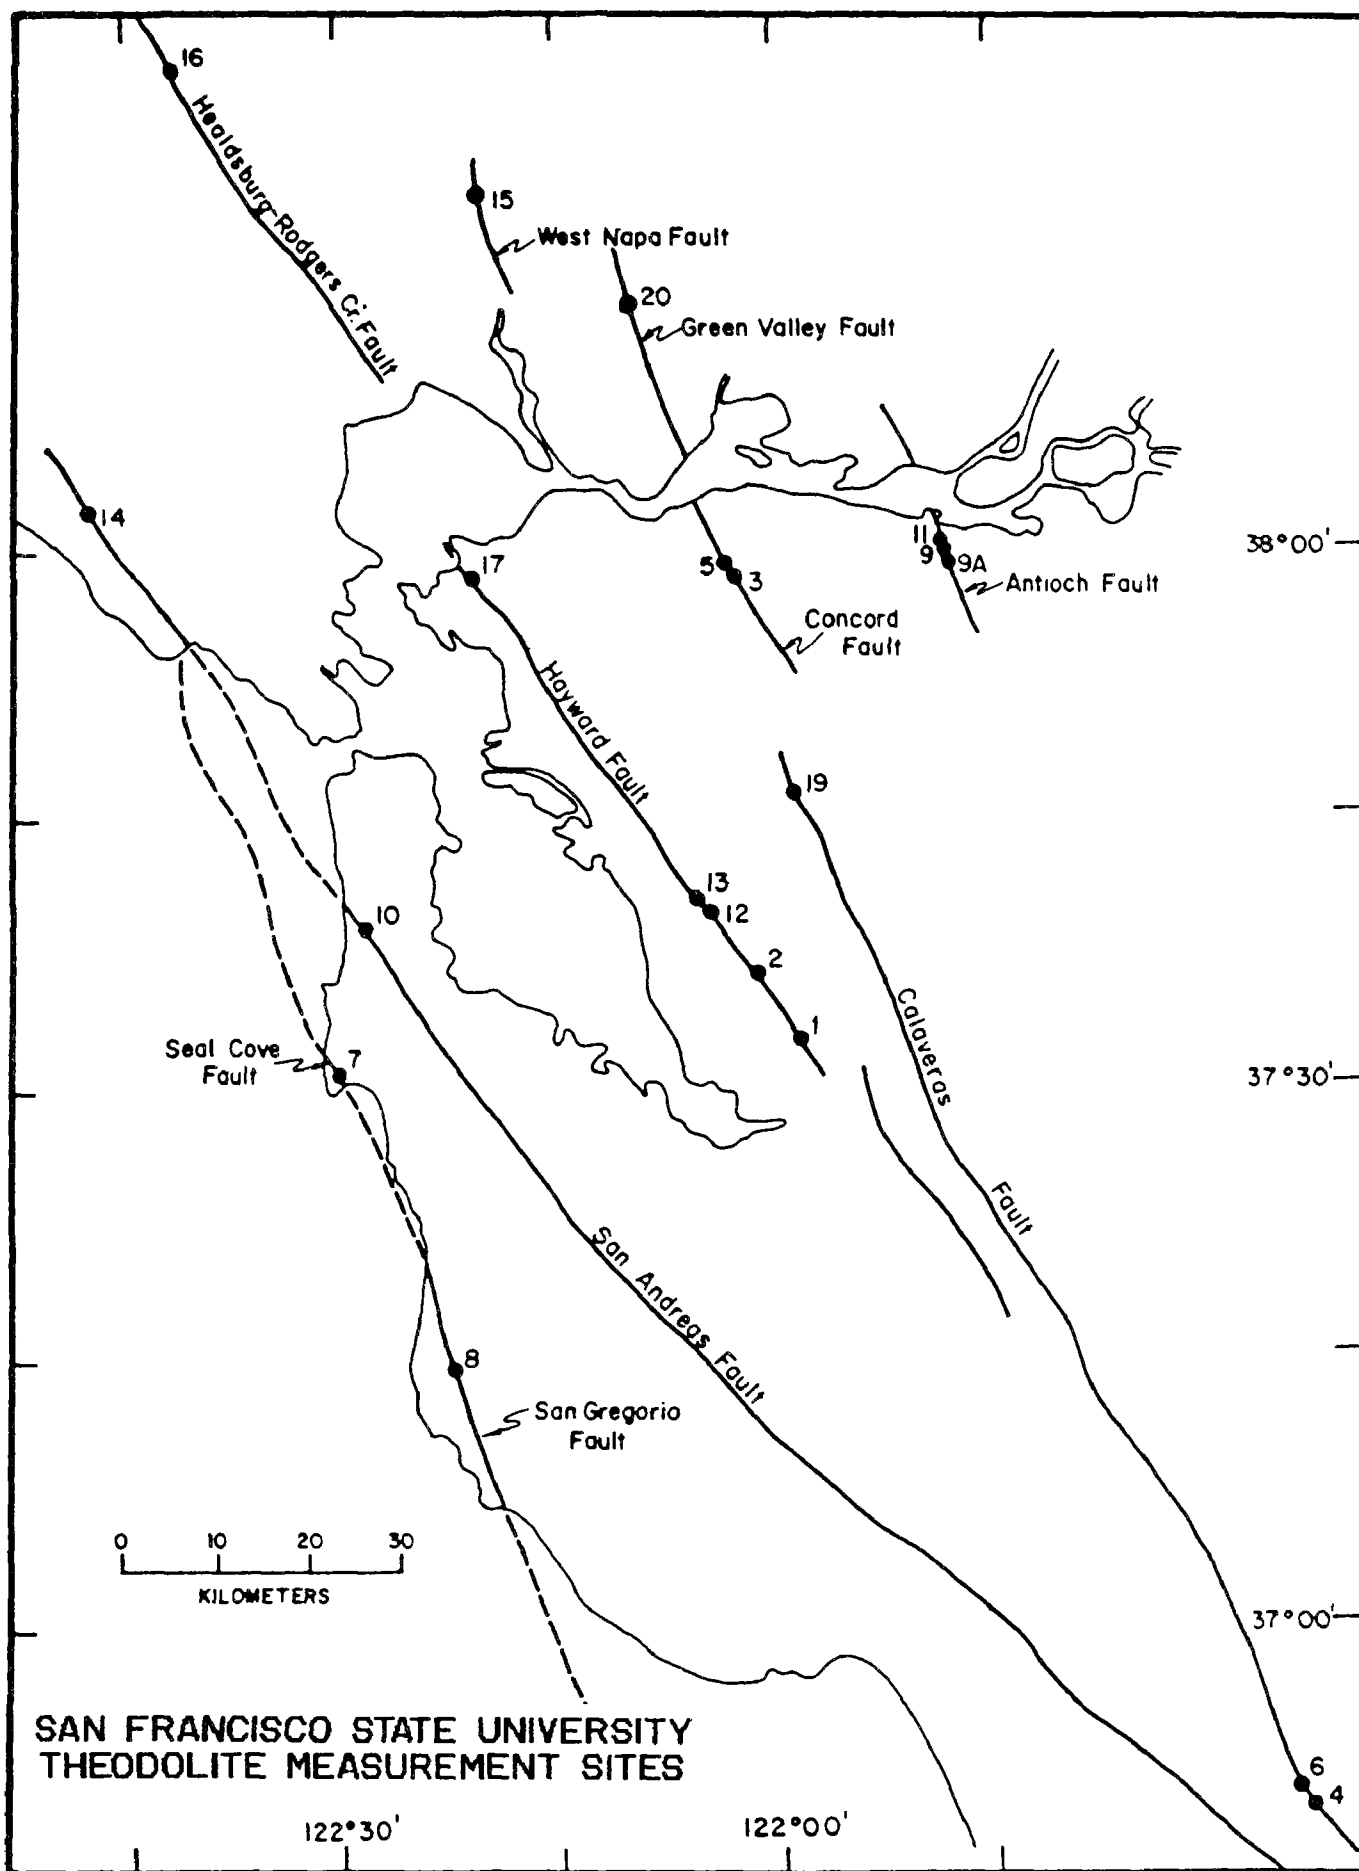 16
Healdsburg-Rodgers Cr. Fault
15
West Napa Fault
20
Green Valley Fault
14
17
11
9
9A
Antioch Fault
38°00'
5
3
Concord
Fault
Hayward Fault
19
13
12
10
2
1
Calaveras
Fault
Seal Cove
Fault
7
37°30'
San Andreas Fault
8
San Gregorio
Fault
0 10 20 30
KILOMETERS
37°00'
SAN FRANCISCO STATE UNIVERSITY
THEODOLITE MEASUREMENT SITES
6
4
122°30'
122°00'